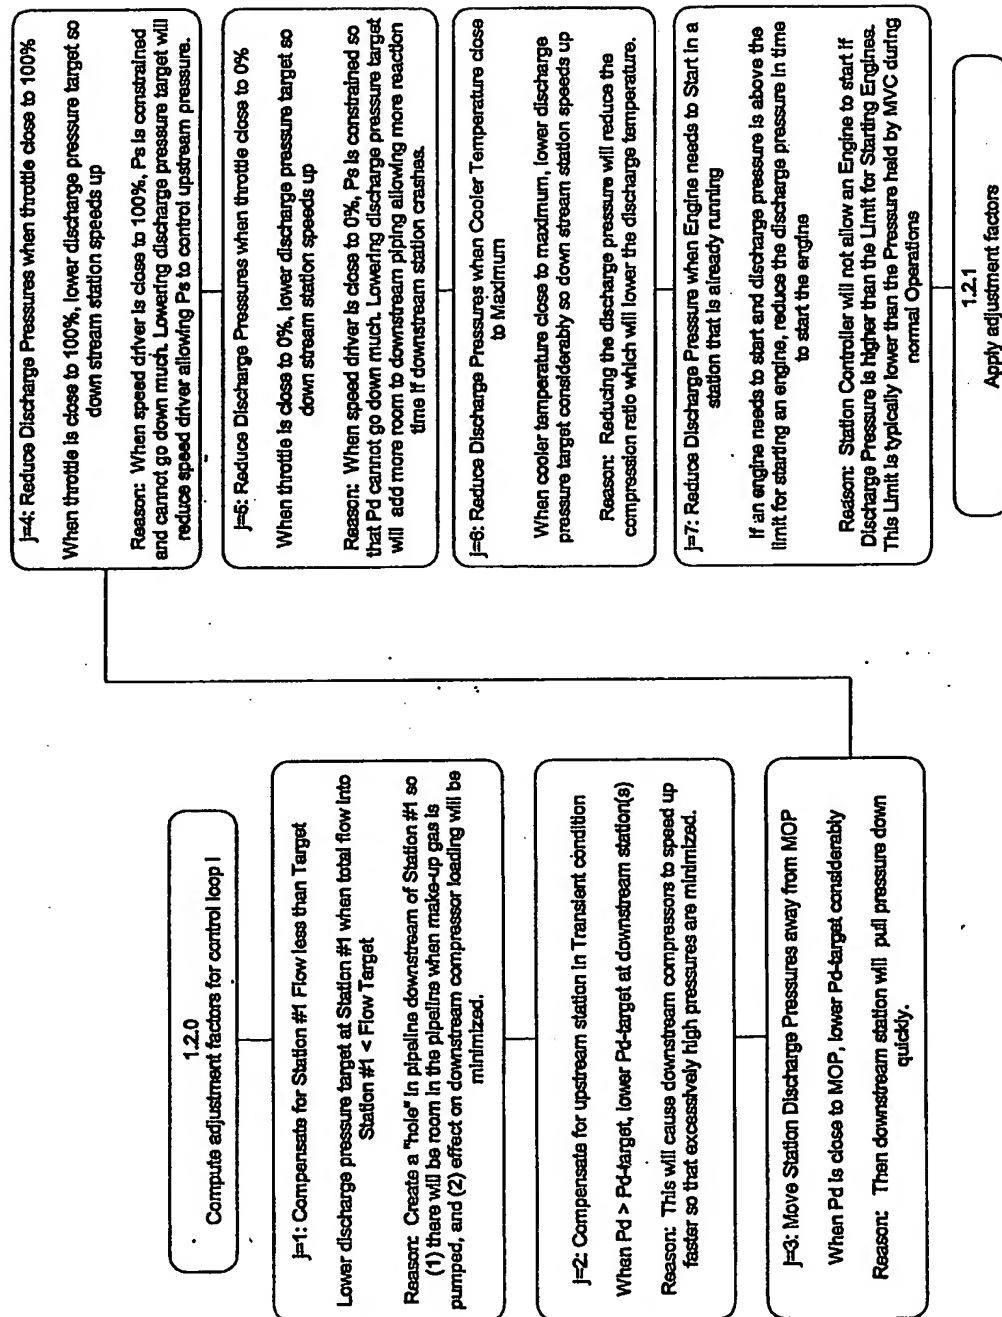 1.2.0
Compute adjustment factors for control loop I
j=1: Compensate for Station #1 Flow less than Target
Lower discharge pressure target at Station #1 when total flow into
Station #1 < Flow Target
Reason: Create a "hole" in pipeline downstream of Station #1 so
(1) there will be room in the pipeline when make-up gas is
pumped, and (2) effect on downstream compressor loading will be
minimized.
j=2: Compensate for upstream station in Transient condition
When Pd > Pd-target, lower Pd-target at downstream station(s)
Reason: This will cause downstream compressors to speed up
faster so that excessively high pressures are minimized.
j=3: Move Station Discharge Pressures away from MOP
When Pd is close to MOP, lower Pd-target considerably
Reason: Then downstream station will pull pressure down
quickly.
j=4: Reduce Discharge Pressures when throttle close to 100%
When throttle is close to 100%, lower discharge pressure target so
down stream station speeds up
Reason: When speed driver is close to 100%, Ps is constrained
and cannot go down much. Lowering discharge pressure target will
reduce speed driver allowing Ps to control upstream pressure.
j=5: Reduce Discharge Pressures when throttle close to 0%
When throttle is close to 0%, lower discharge pressure target so
down stream station speeds up
Reason: When speed driver is close to 0%, Ps is constrained so
that Pd cannot go down much. Lowering discharge pressure target
will add more room to downstream piping allowing more reaction
time if downstream station crashes.
j=6: Reduce Discharge Pressures when Cooler Temperature close
to Maximum
When cooler temperature close to maximum, lower discharge
pressure target considerably so down stream station speeds up
Reason: Reducing the discharge pressure will reduce the
compression ratio which will lower the discharge temperature.
j=7: Reduce Discharge Pressure when Engine needs to Start in a
station that is already running
If an engine needs to start and discharge pressure is above the
limit for starting an engine, reduce the discharge pressure in time
to start the engine
Reason: Station Controller will not allow an Engine to start if
Discharge Pressure is higher than the Limit for Starting Engines.
This Limit is typically lower than the Pressure held by MVC during
normal Operations
1.2.1
Apply adjustment factors